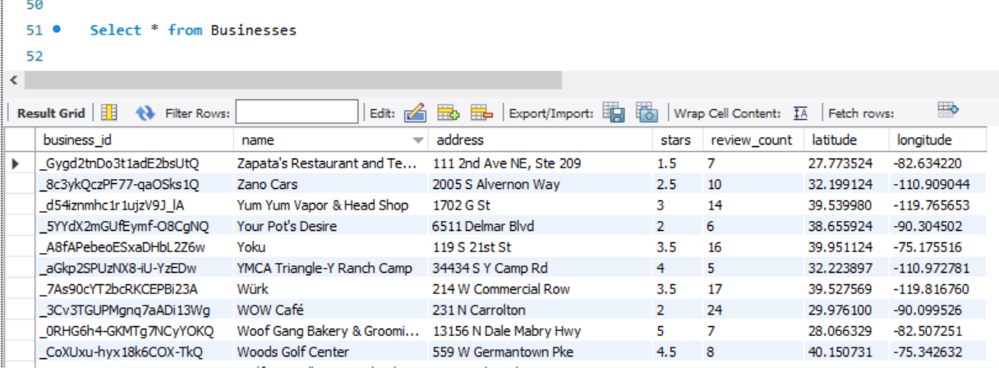 50
51 Select * from Businesses
52
Result Grid Filter Rows: Edit: Export/Import: Wrap Cell Content: Fetch rows:
business_id name address stars review_count latitude longitude
_Gygd2tnDo3t1adE2bsUtQ Zapata's Restaurant and Te... 111 2nd Ave NE, Ste 209 1.5 7 27.773524 -82.634220
_8c3ykQczPF77-qaOSks1Q Zano Cars 2005 S Alvernon Way 2.5 10 32.199124 -110.909044
_d54iznmhc1r1ujzV9J_lA Yum Yum Vapor & Head Shop 1702 G St 3 14 39.539980 -119.765653
_5YYdX2mGUfEymf-O8CgNQ Your Pot's Desire 6511 Delmar Blvd 2 6 38.655924 -90.304502
_A8fAPebeoESxaDHbL2Z6w Yoku 119 S 21st St 3.5 16 39.951124 -75.175516
_aGkp2SPUzNX8-iU-YzEDw YMCA Triangle-Y Ranch Camp 34434 S Y Camp Rd 4 5 32.223897 -110.972781
_7As90cYT2bcRKCEPBi23A Würk 214 W Commercial Row 3.5 17 39.527569 -119.816760
_3Cv3TGUPMgnq7aADi13Wg WOW Café 231 N Carrolton 2 24 29.976100 -90.099526
_0RHG6h4-GKMTg7NCyYOKQ Woof Gang Bakery & Groomi... 13156 N Dale Mabry Hwy 5 7 28.066329 -82.507251
_CoXUxu-hyx18k6COX-TkQ Woods Golf Center 559 W Germantown Pke 4.5 8 40.150731 -75.342632